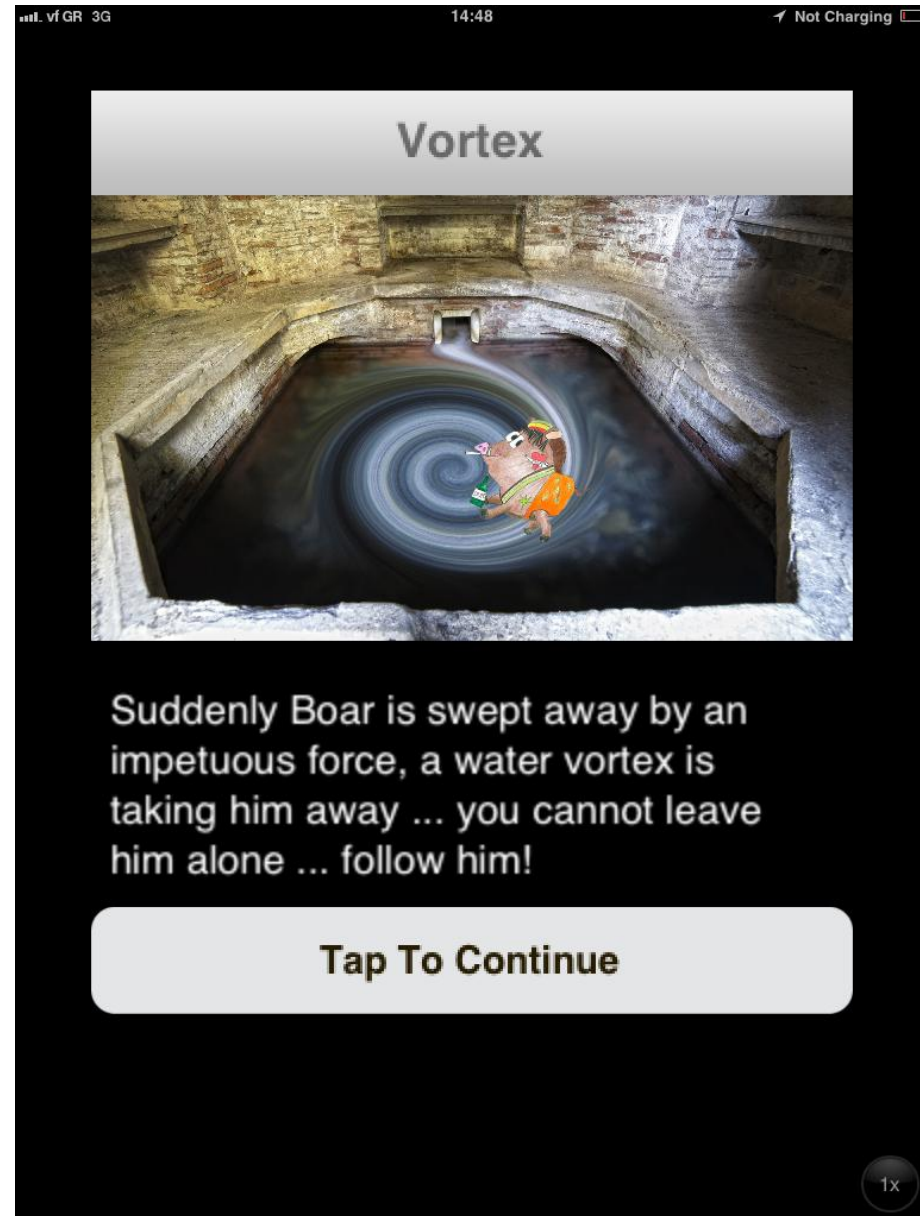 vf GR 3G 14:48 Not Charging
Vortex
Suddenly Boar is swept away by an
impetuous force, a water vortex is
taking him away ... you cannot leave
him alone ... follow him!
Tap To Continue
1x